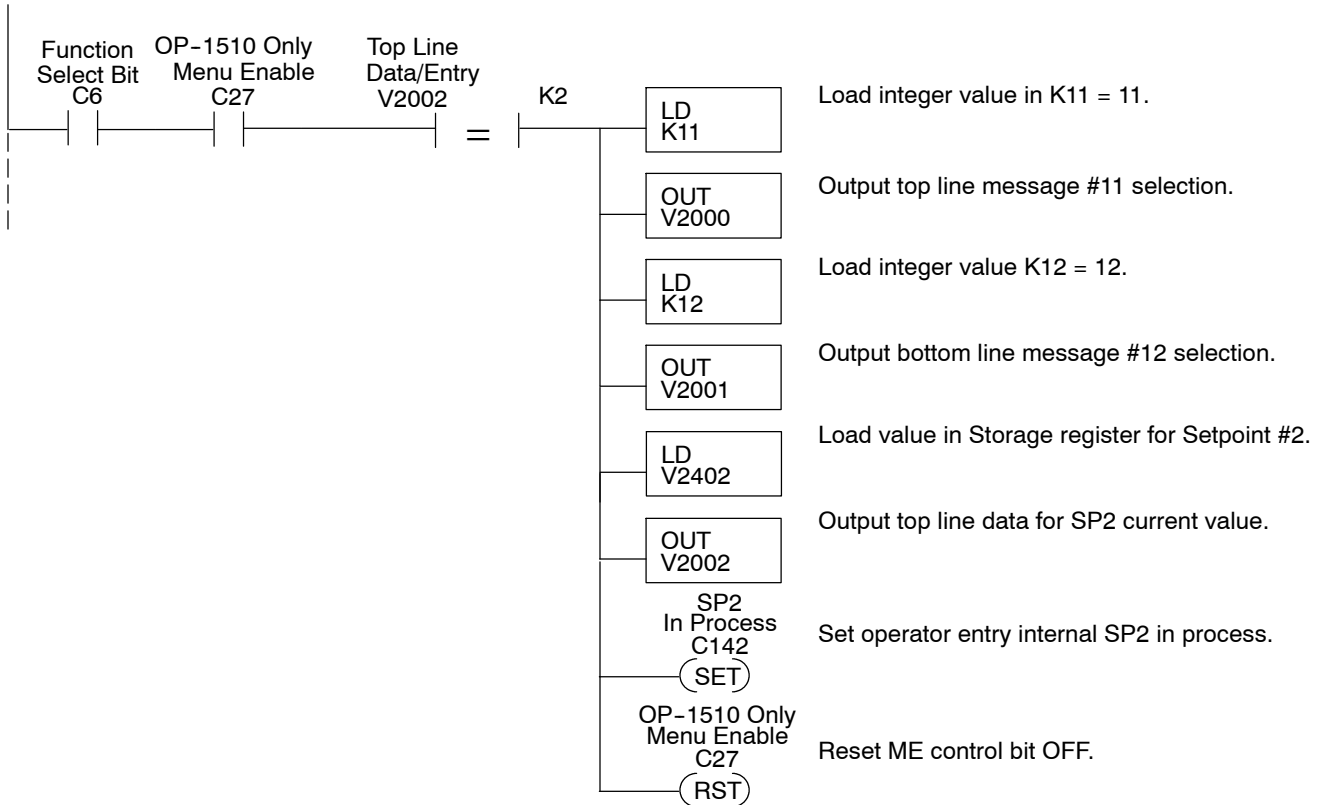 Function
Select Bit
C6
OP-1510 Only
Menu Enable
C27
Top Line
Data/Entry
V2002
=
K2
LD
K11
Load integer value in K11 = 11.
OUT
V2000
Output top line message #11 selection.
LD
K12
Load integer value K12 = 12.
OUT
V2001
Output bottom line message #12 selection.
LD
V2402
Load value in Storage register for Setpoint #2.
OUT
V2002
Output top line data for SP2 current value.
SP2
In Process
C142
SET
Set operator entry internal SP2 in process.
OP-1510 Only
Menu Enable
C27
RST
Reset ME control bit OFF.